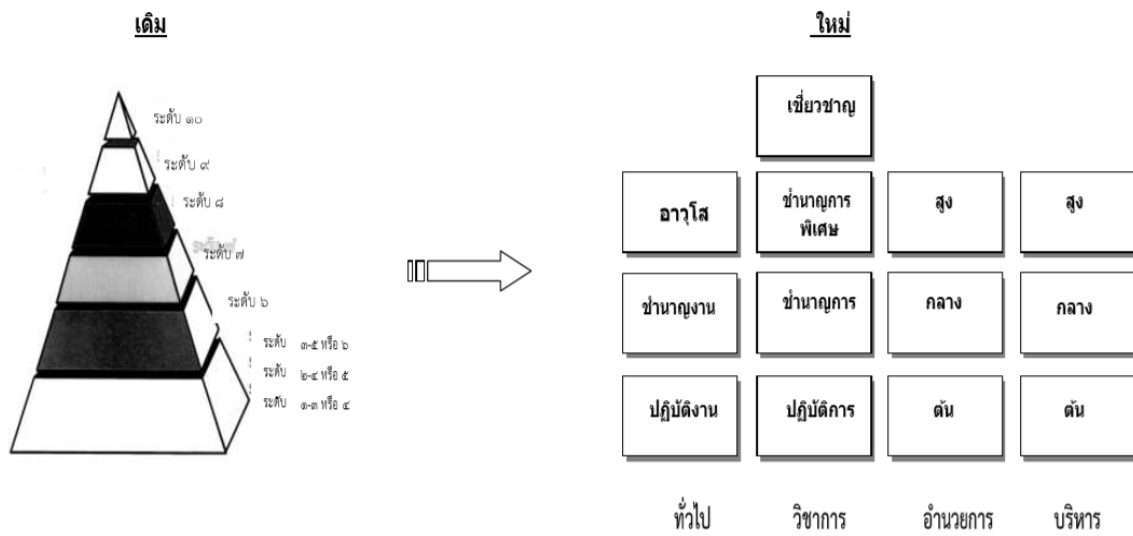 เดิม
ใหม่
ระดับ ๑๐
ระดับ ๙
ระดับ ๘
ระดับ ๗
ระดับ ๖
ระดับ ๓-๕ หรือ ๖
ระดับ ๒-๔ หรือ ๕
ระดับ ๑-๓ หรือ ๔
เชี่ยวชาญ
อาวุโส
ชำนาญการ
พิเศษ
สูง
สูง
ชำนาญงาน
ชำนาญการ
กลาง
กลาง
ปฏิบัติงาน
ปฏิบัติการ
ต้น
ต้น
ทั่วไป
วิชาการ
อำนวยการ
บริหาร